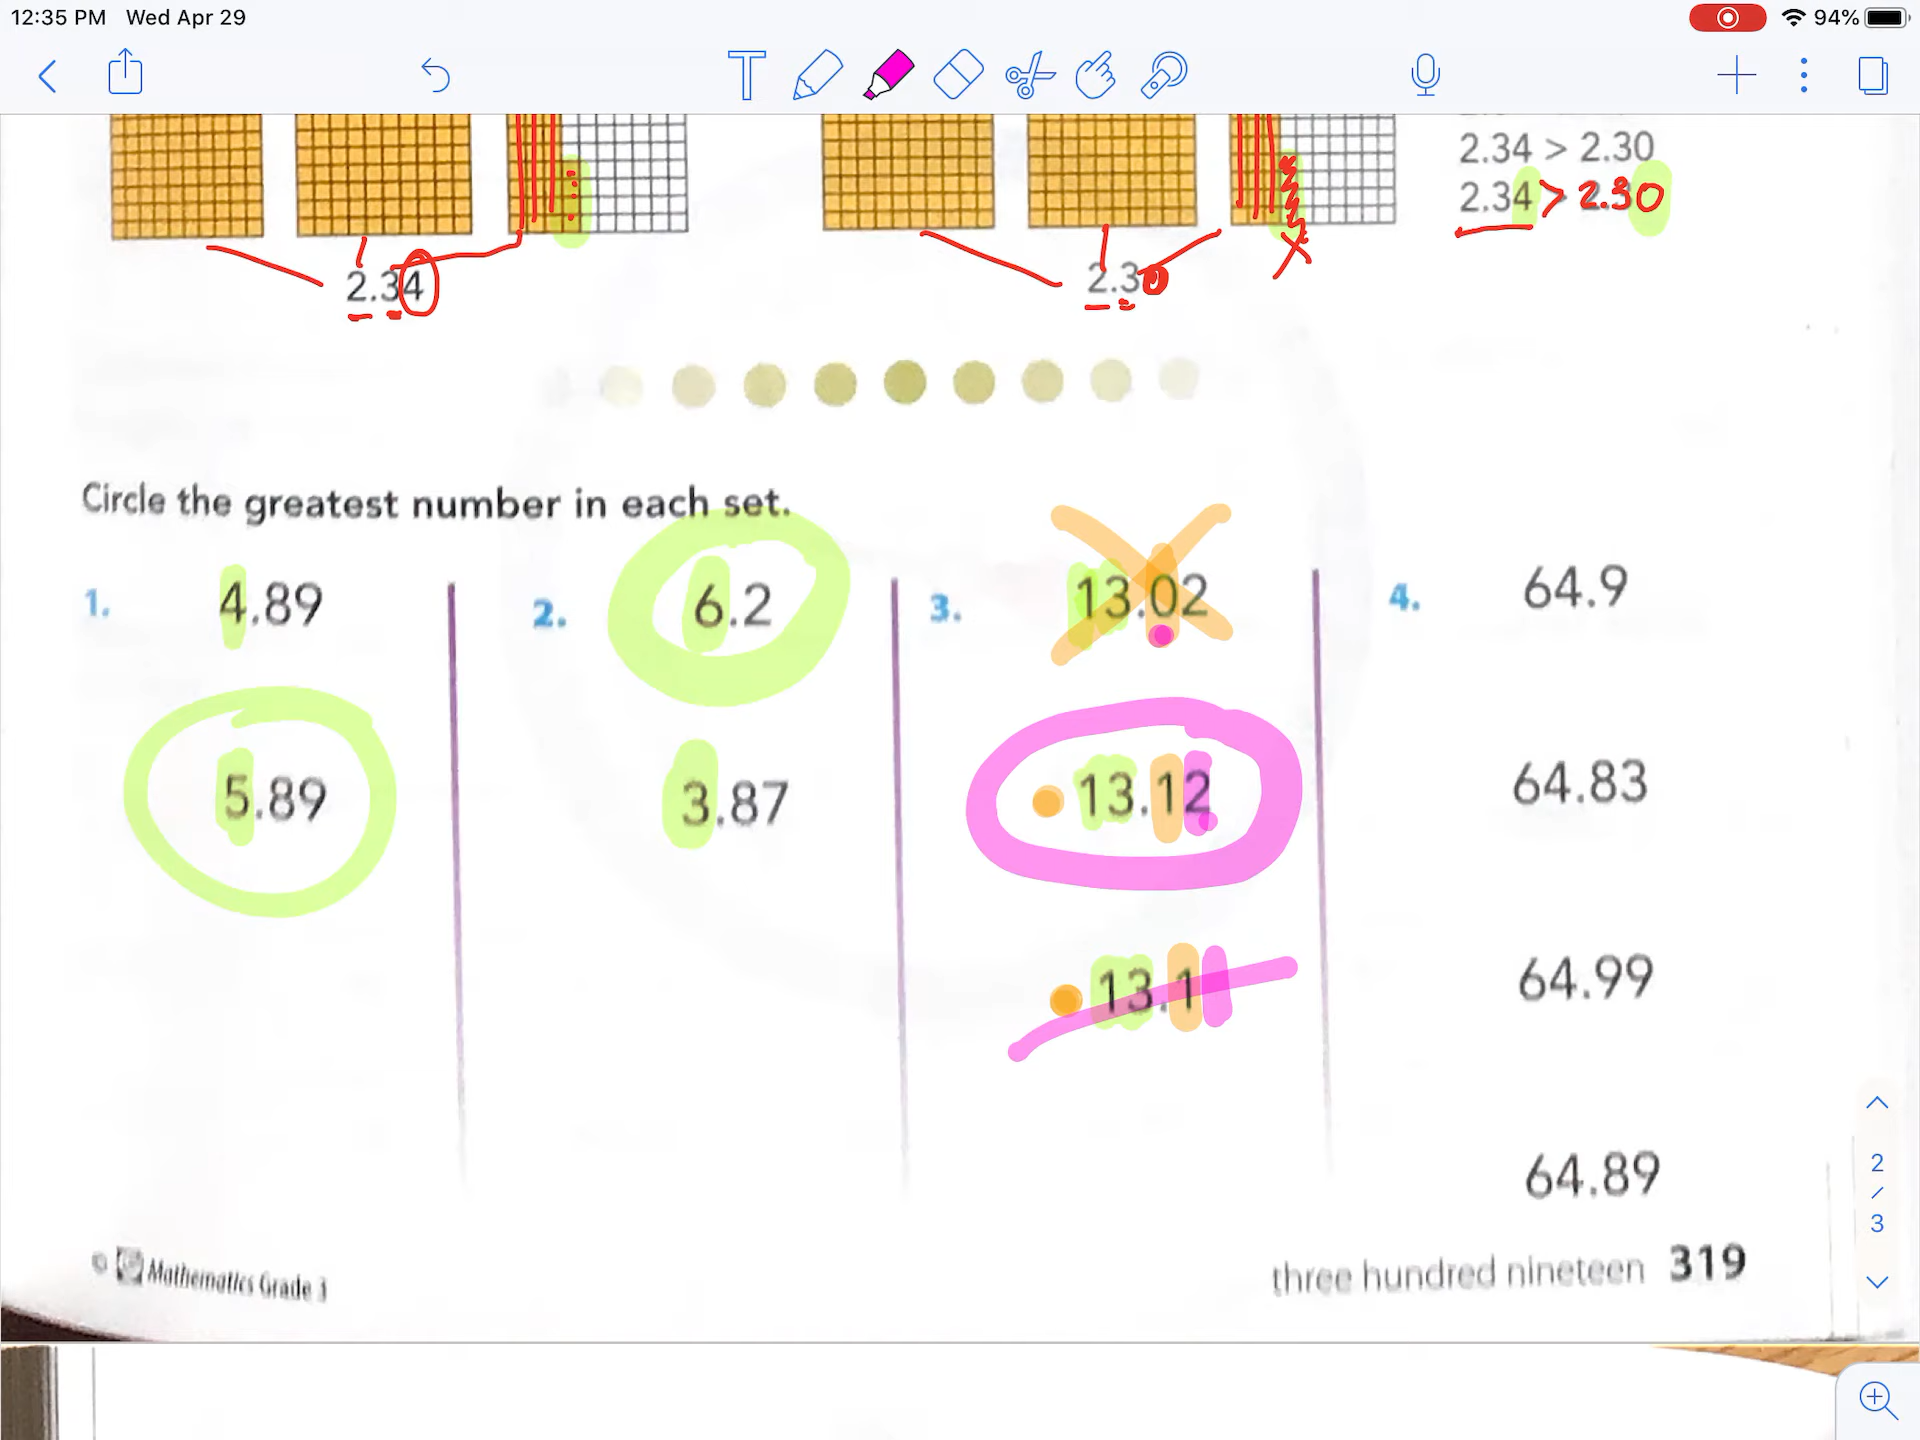 12:35 PM Wed Apr 29
94%
2.34 > 2.30
2.34 > 2.30
2.34
2.30
Circle the greatest number in each set.
1. 4.89
5.89
2. 6.2
3.87
3. 13.02
13.12
13.1
4. 64.9
64.83
64.99
64.89
2
/
3
© Mathematics Grade 3
three hundred nineteen 319